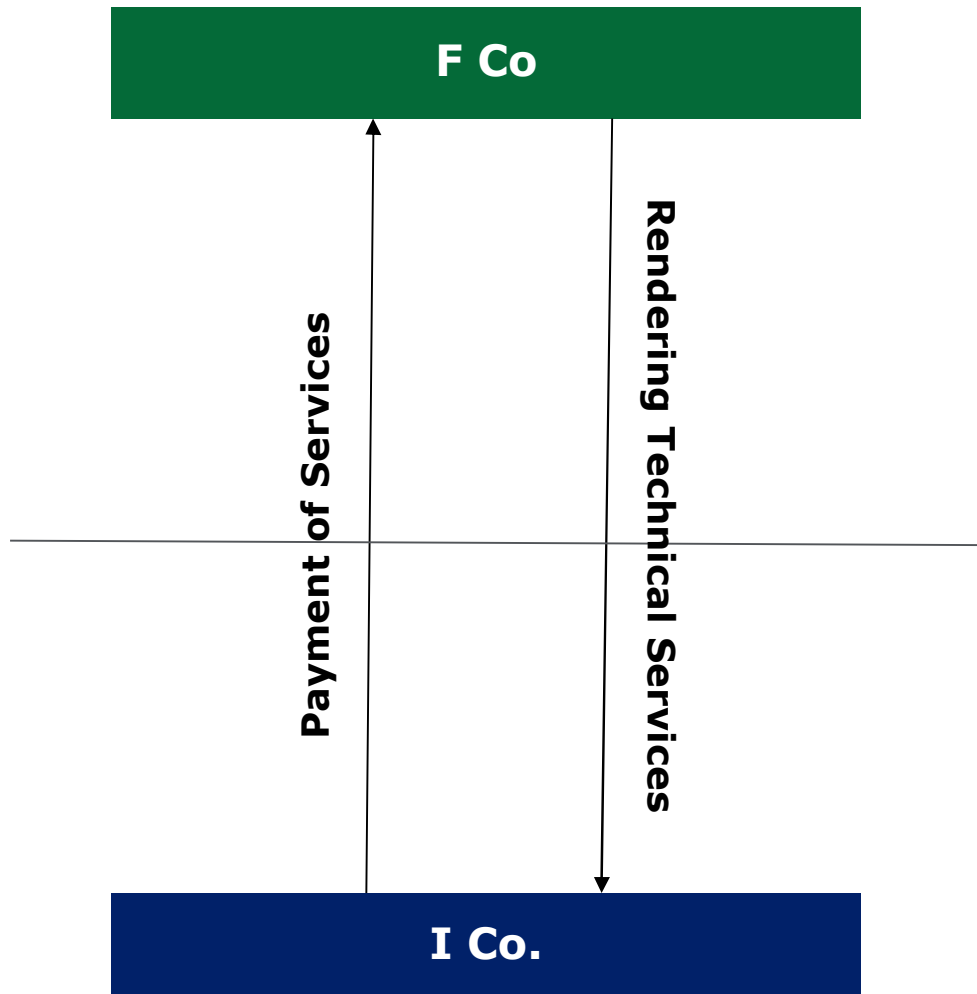 F Co
Payment of Services
Rendering Technical Services
I Co.